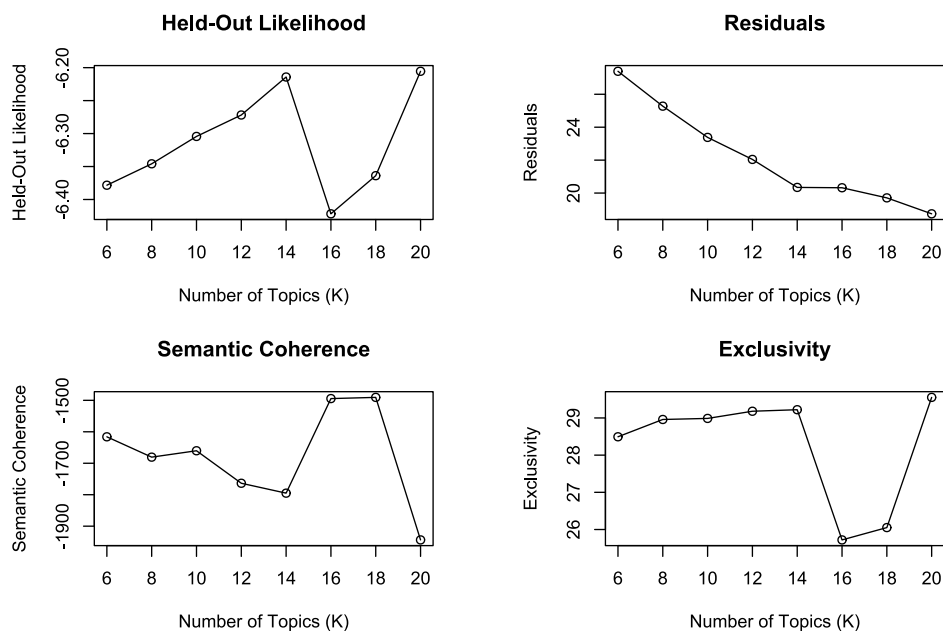 Held-Out Likelihood
Held-Out Likelihood
-6.20
-6.30
-6.40
6 8 10 12 14 16 18 20
Number of Topics (K)
Residuals
Residuals
24
20
6 8 10 12 14 16 18 20
Number of Topics (K)
Semantic Coherence
Semantic Coherence
-1500
-1700
-1900
6 8 10 12 14 16 18 20
Number of Topics (K)
Exclusivity
Exclusivity
29
28
27
26
6 8 10 12 14 16 18 20
Number of Topics (K)